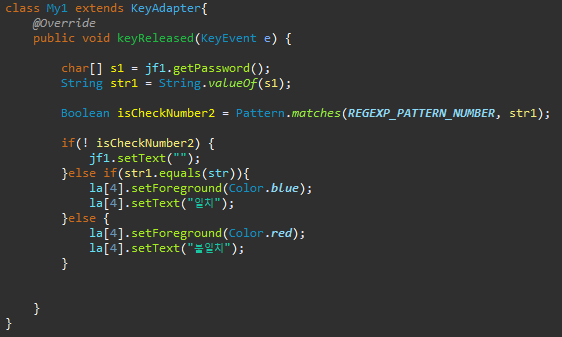 class My1 extends KeyAdapter{
@Override
public void keyReleased(KeyEvent e) {
char[] s1 = jf1.getPassword();
String str1 = String.valueOf(s1);
Boolean isCheckNumber2 = Pattern.matches(REGEXP_PATTERN_NUMBER, str1);
if(! isCheckNumber2) {
jf1.setText("");
}else if(str1.equals(str)){
la[4].setForeground(Color.blue);
la[4].setText("일치");
}else {
la[4].setForeground(Color.red);
la[4].setText("불일치");
}
}
}